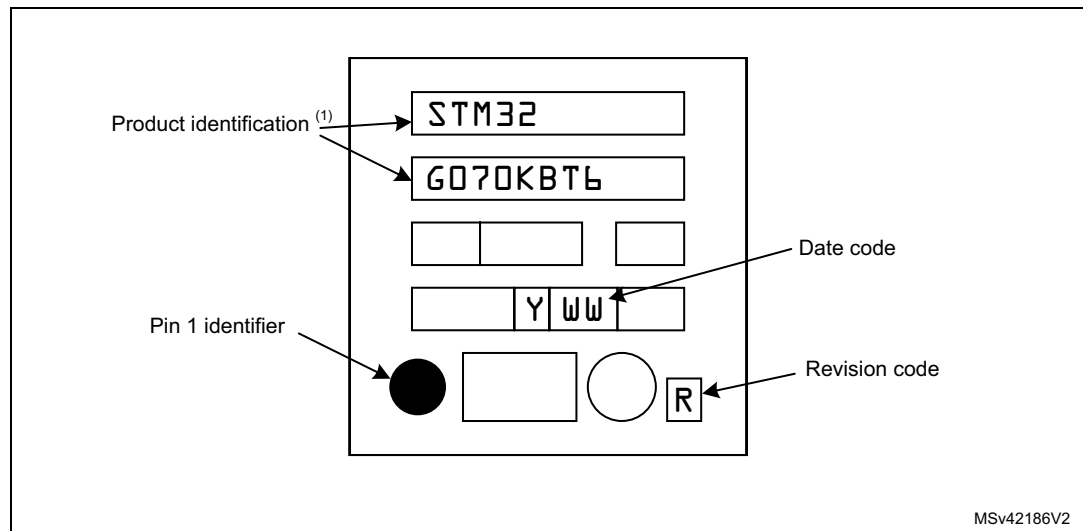 STM32
Product identification (1)
G070KBT6
Date code
Y WW
Pin 1 identifier
Revision code
R
MSv42186V2